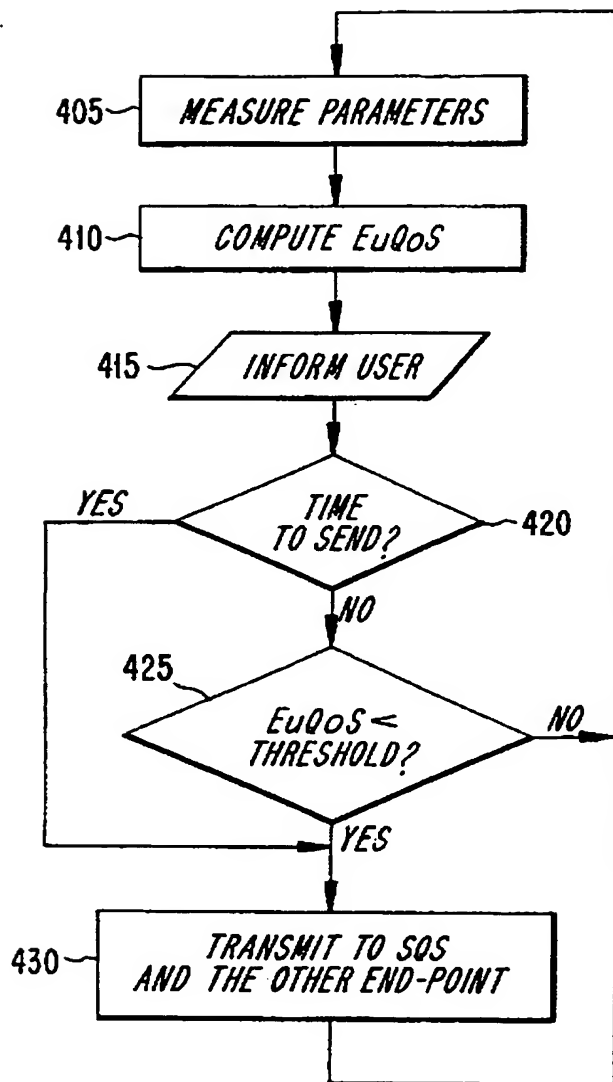 405
MEASURE PARAMETERS
410
COMPUTE EuQoS
415
INFORM USER
YES
TIME
TO SEND?
420
NO
425
EuQoS <
THRESHOLD?
NO
YES
430
TRANSMIT TO SQS
AND THE OTHER END-POINT